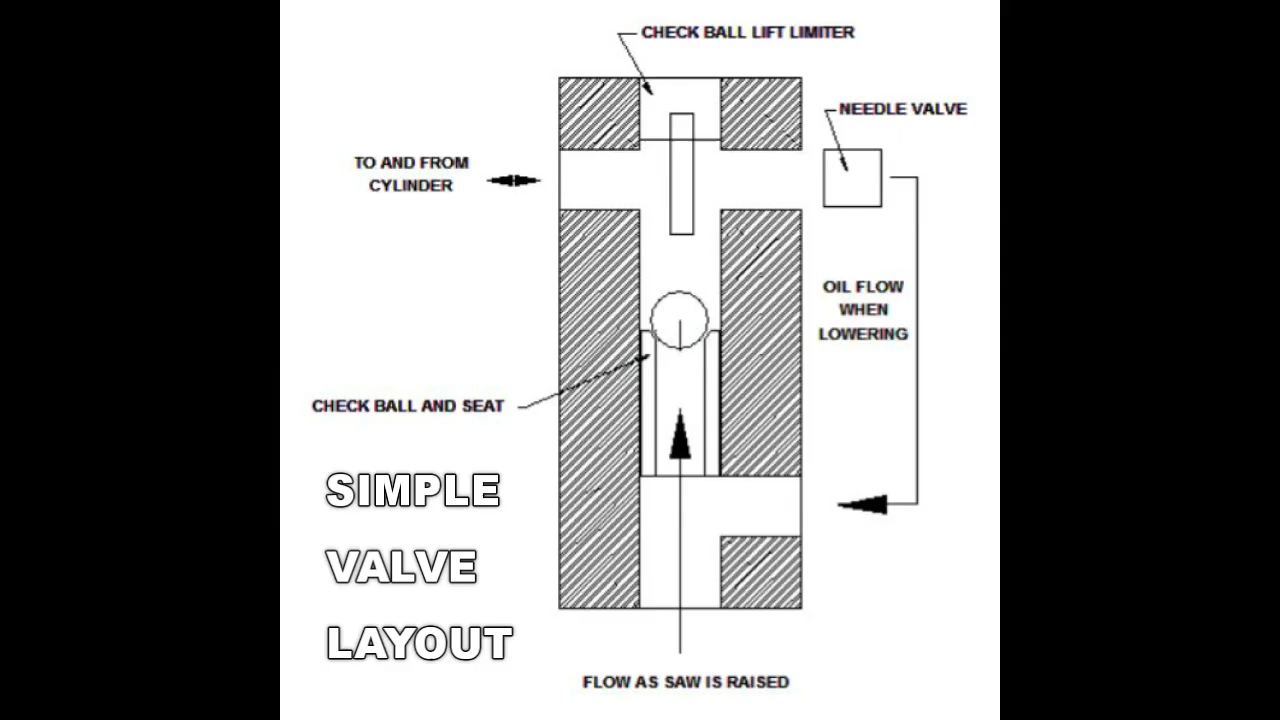 CHECK BALL LIFT LIMITER
NEEDLE VALVE
TO AND FROM
CYLINDER
OIL FLOW
WHEN
LOWERING
CHECK BALL AND SEAT
SIMPLE
VALVE
LAYOUT
FLOW AS SAW IS RAISED